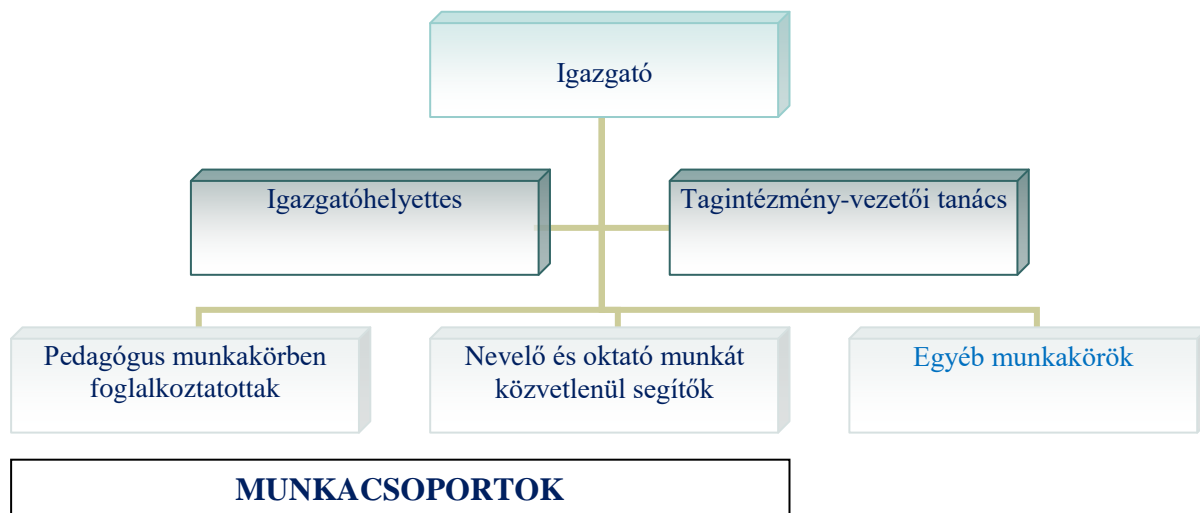 Igazgató
Igazgatóhelyettes
Tagintézmény-vezetői tanács
Pedagógus munkakörben
foglalkoztatottak
Nevelő és oktató munkát
közvetlenül segítők
Egyéb munkakörök
MUNKACSOPORTOK